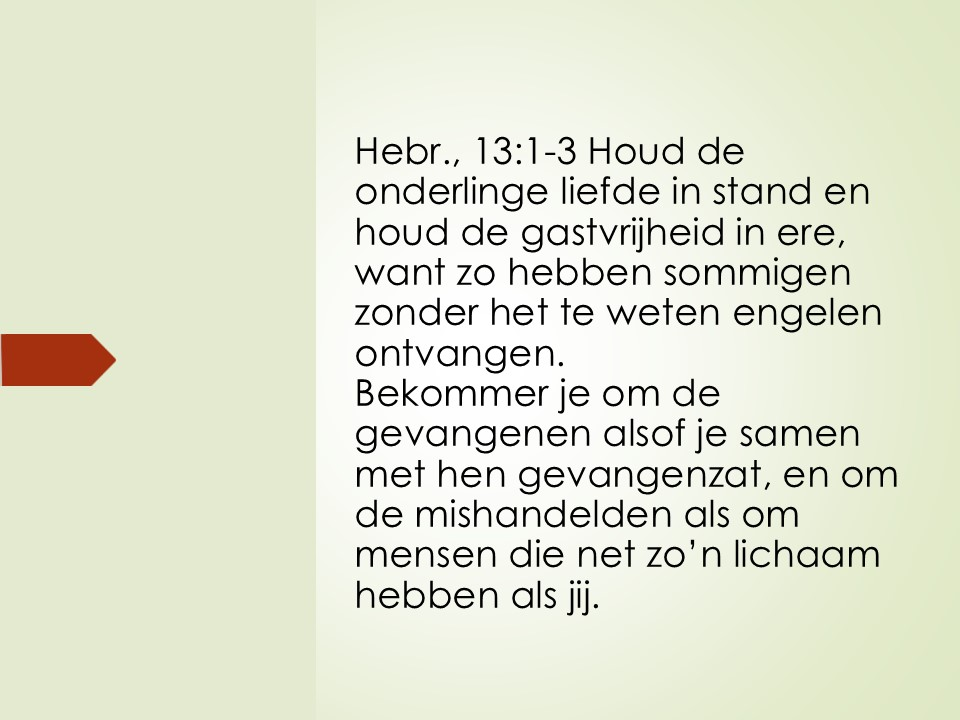 Hebr., 13:1-3 Houd de
onderlinge liefde in stand en
houd de gastvrijheid in ere,
want zo hebben sommigen
zonder het te weten engelen
ontvangen.
Bekommer je om de
gevangenen alsof je samen
met hen gevangenzat, en om
de mishandelden als om
mensen die net zo’n lichaam
hebben als jij.